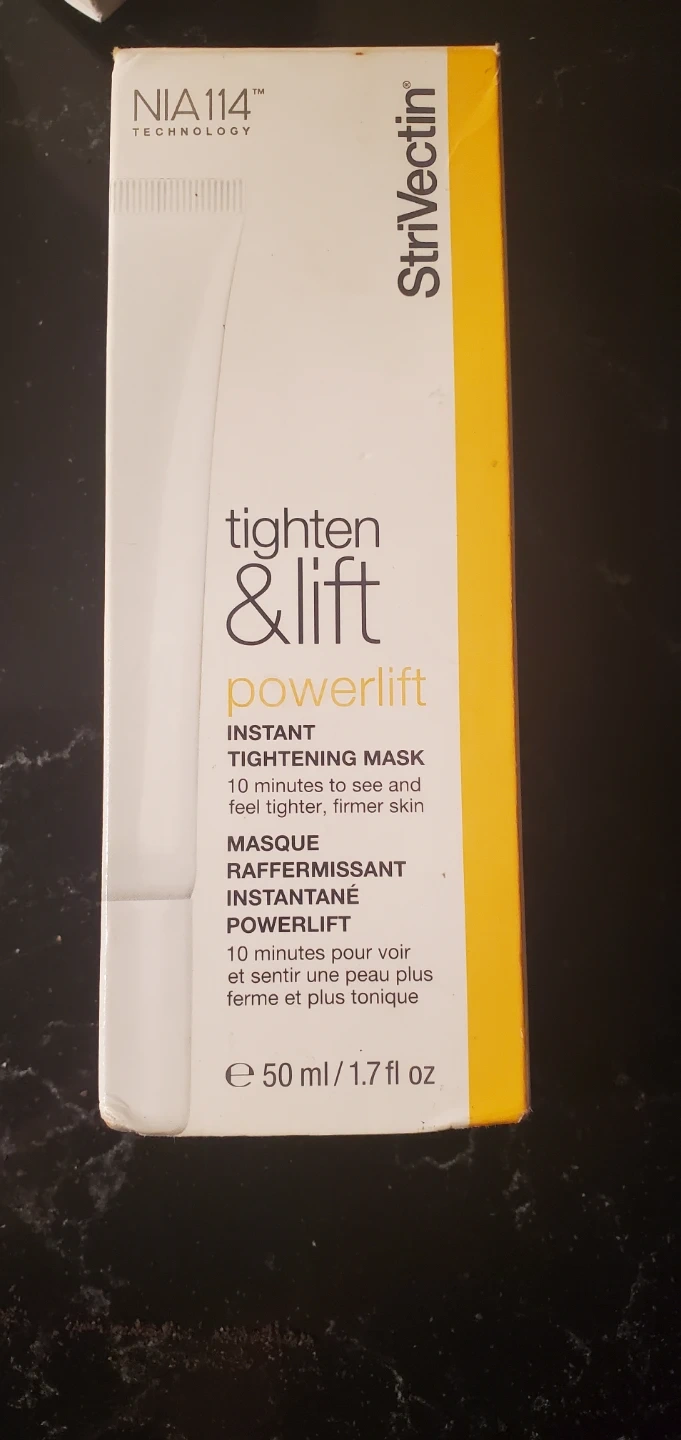 NIA114™
TECHNOLOGY
StriVectin®
tighten
&lift
powerlift
INSTANT
TIGHTENING MASK
10 minutes to see and
feel tighter, firmer skin
MASQUE
RAFFERMISSANT
INSTANTANÉ
POWERLIFT
10 minutes pour voir
et sentir une peau plus
ferme et plus tonique
℮ 50 ml / 1.7 fl oz